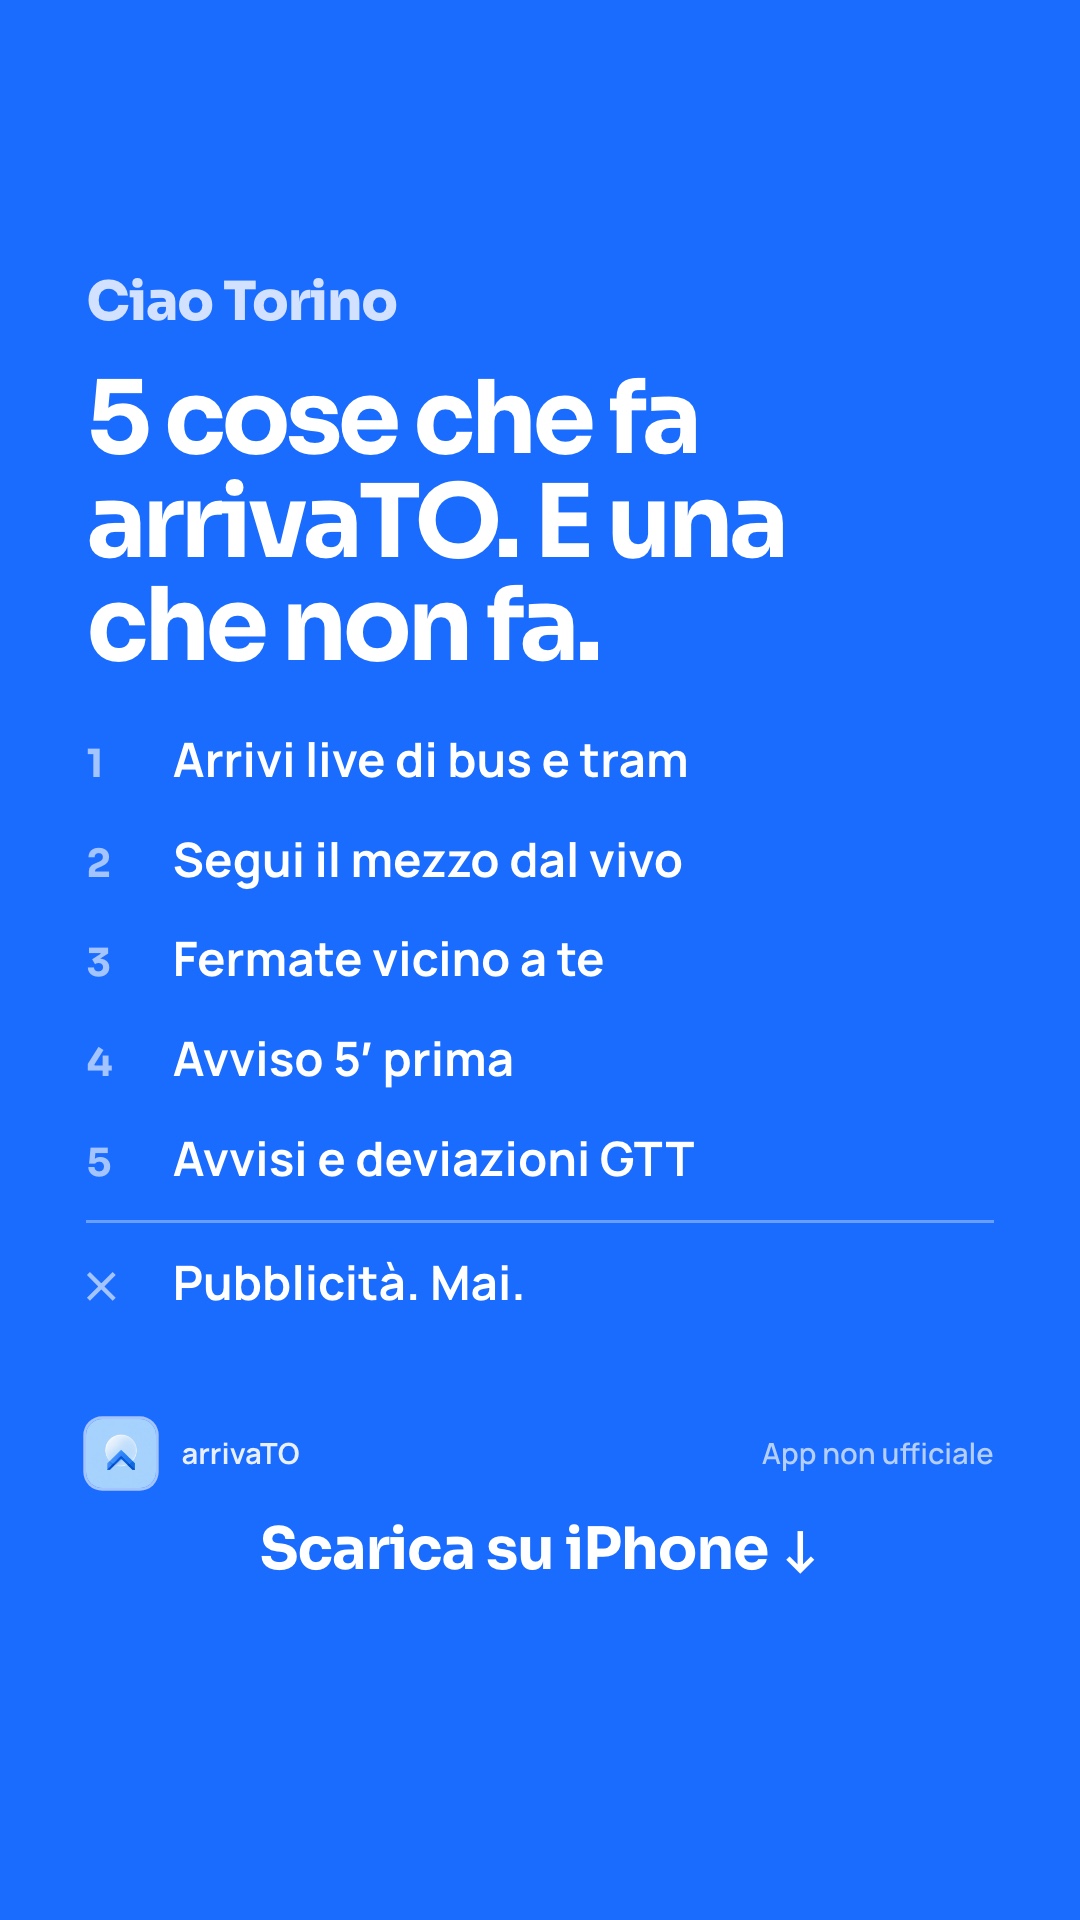 Ciao Torino
5 cose che fa
arrivaTO. E una
che non fa.
1 Arrivi live di bus e tram
2 Segui il mezzo dal vivo
3 Fermate vicino a te
4 Avviso 5′ prima
5 Avvisi e deviazioni GTT
× Pubblicità. Mai.
arrivaTO App non ufficiale
Scarica su iPhone ↓